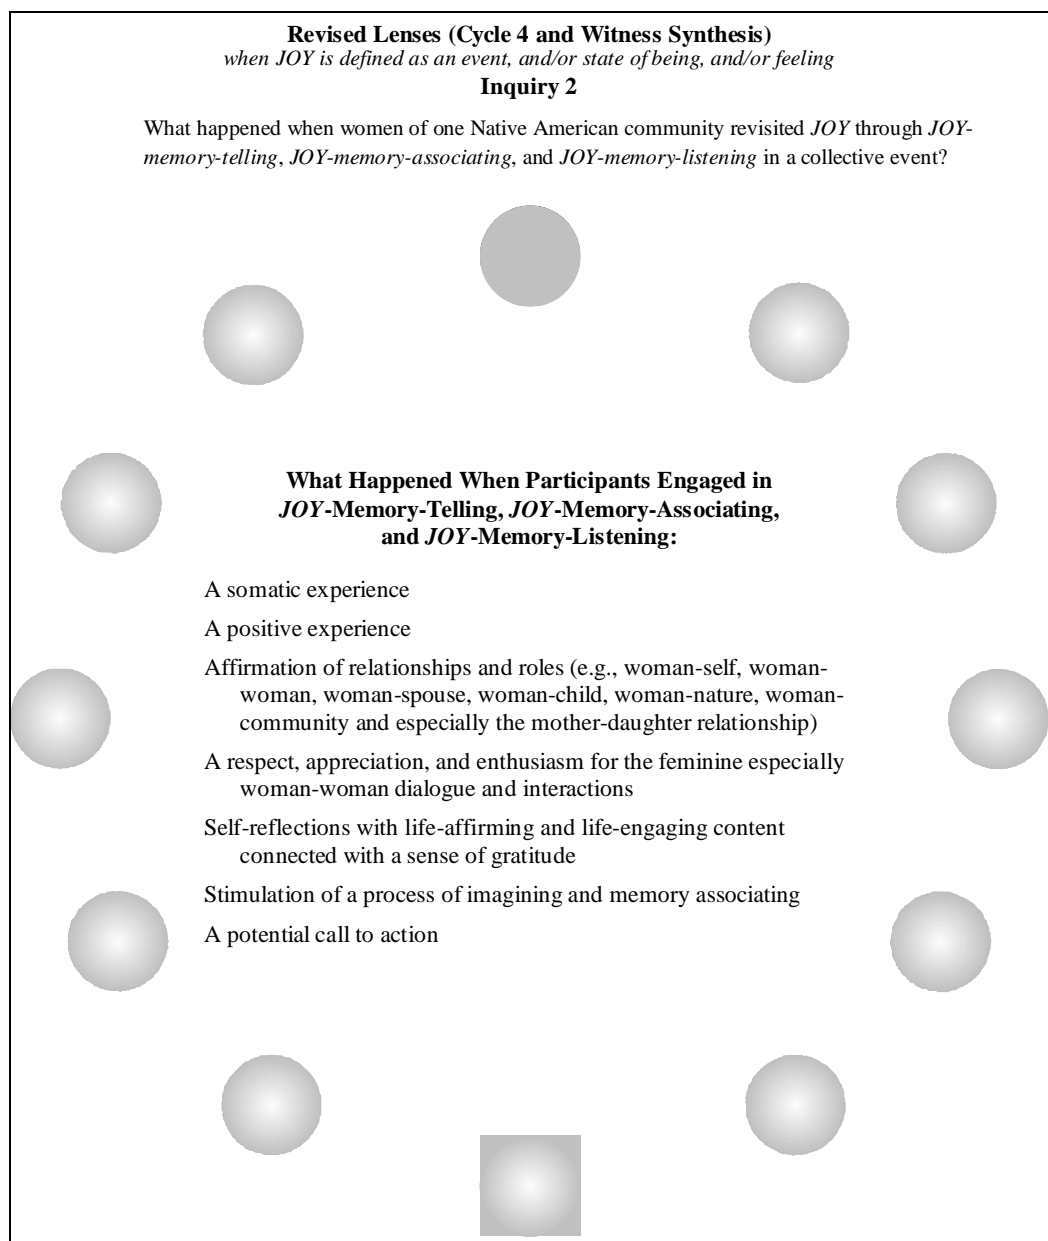 Revised Lenses (Cycle 4 and Witness Synthesis)
when JOY is defined as an event, and/or state of being, and/or feeling
Inquiry 2
What happened when women of one Native American community revisited JOY through JOY-
memory-telling, JOY-memory-associating, and JOY-memory-listening in a collective event?
What Happened When Participants Engaged in
JOY-Memory-Telling, JOY-Memory-Associating,
and JOY-Memory-Listening:
A somatic experience
A positive experience
Affirmation of relationships and roles (e.g., woman-self, woman-
woman, woman-spouse, woman-child, woman-nature, woman-
community and especially the mother-daughter relationship)
A respect, appreciation, and enthusiasm for the feminine especially
woman-woman dialogue and interactions
Self-reflections with life-affirming and life-engaging content
connected with a sense of gratitude
Stimulation of a process of imagining and memory associating
A potential call to action